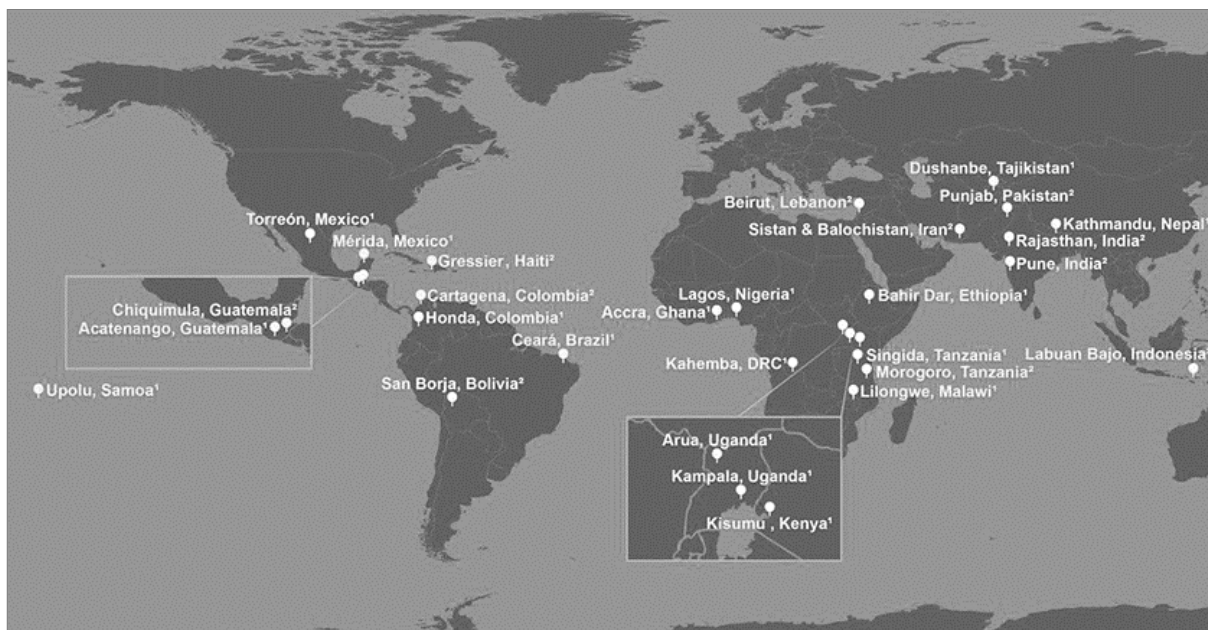 Dushanbe, Tajikistan¹
Punjab, Pakistan²
Beirut, Lebanon²
Torreón, Mexico¹
Kathmandu, Nepal¹
Sistan & Balochistan, Iran²
Mérida, Mexico¹
Rajasthan, India²
Gressier, Haiti²
Pune, India²
Cartagena, Colombia²
Lagos, Nigeria¹
Bahir Dar, Ethiopia¹
Chiquimula, Guatemala²
Accra, Ghana¹
Honda, Colombia¹
Acatenango, Guatemala¹
Ceará, Brazil¹
Singida, Tanzania¹
Labuan Bajo, Indonesia²
Kahemba, DRC¹
Morogoro, Tanzania²
San Borja, Bolivia²
Upolu, Samoa¹
Lilongwe, Malawi¹
Arua, Uganda¹
Kampala, Uganda¹
Kisumu , Kenya¹